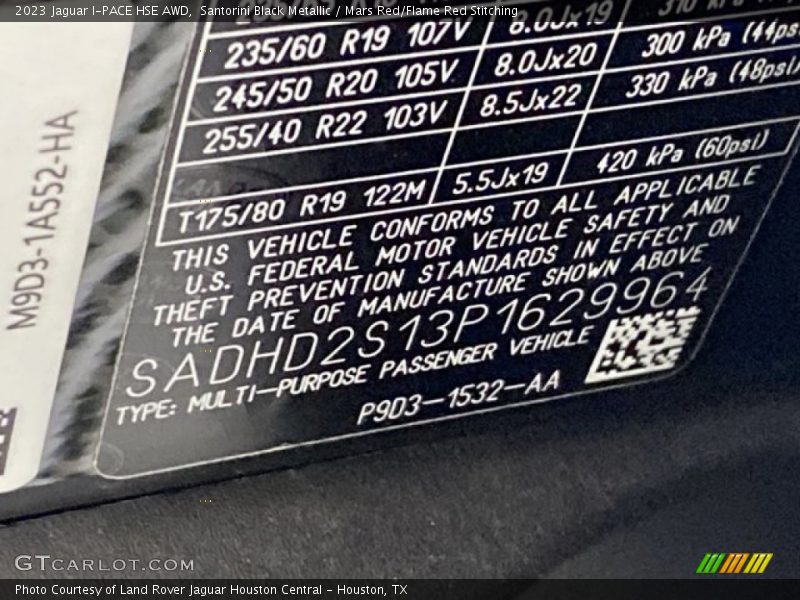 2023 Jaguar I-PACE HSE AWD, Santorini Black Metallic / Mars Red/Flame Red Stitching
8.0Jx19
235/60 R19 107V
245/50 R20 105V 8.0Jx20 300 kPa (44psi
255/40 R22 103V 8.5Jx22 330 kPa (48psi)
T175/80 R19 122M 5.5Jx19 420 kPa (60psi)
THIS VEHICLE CONFORMS TO ALL APPLICABLE
U.S. FEDERAL MOTOR VEHICLE SAFETY AND
THEFT PREVENTION STANDARDS IN EFFECT ON
THE DATE OF MANUFACTURE SHOWN ABOVE
SADHD2S13P1629964
TYPE: MULTI-PURPOSE PASSENGER VEHICLE
P9D3-1532-AA
M9D3-1A552-HA
GTCARLOT.COM
Photo Courtesy of Land Rover Jaguar Houston Central - Houston, TX